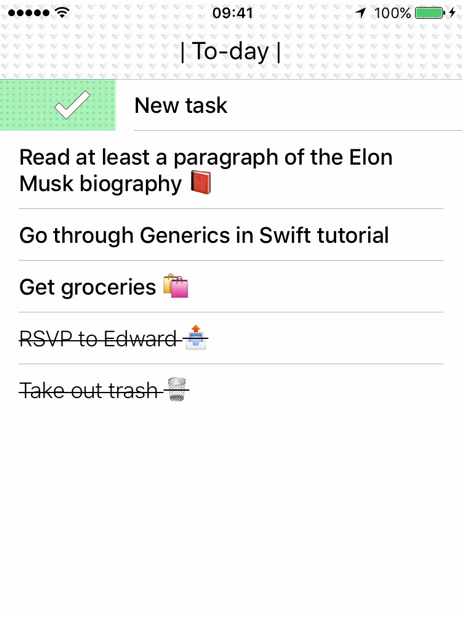 09:41
100%
| To-day |
New task
Read at least a paragraph of the Elon
Musk biography 📕
Go through Generics in Swift tutorial
Get groceries 🛍️
RSVP to Edward 📤
Take out trash 🗑️